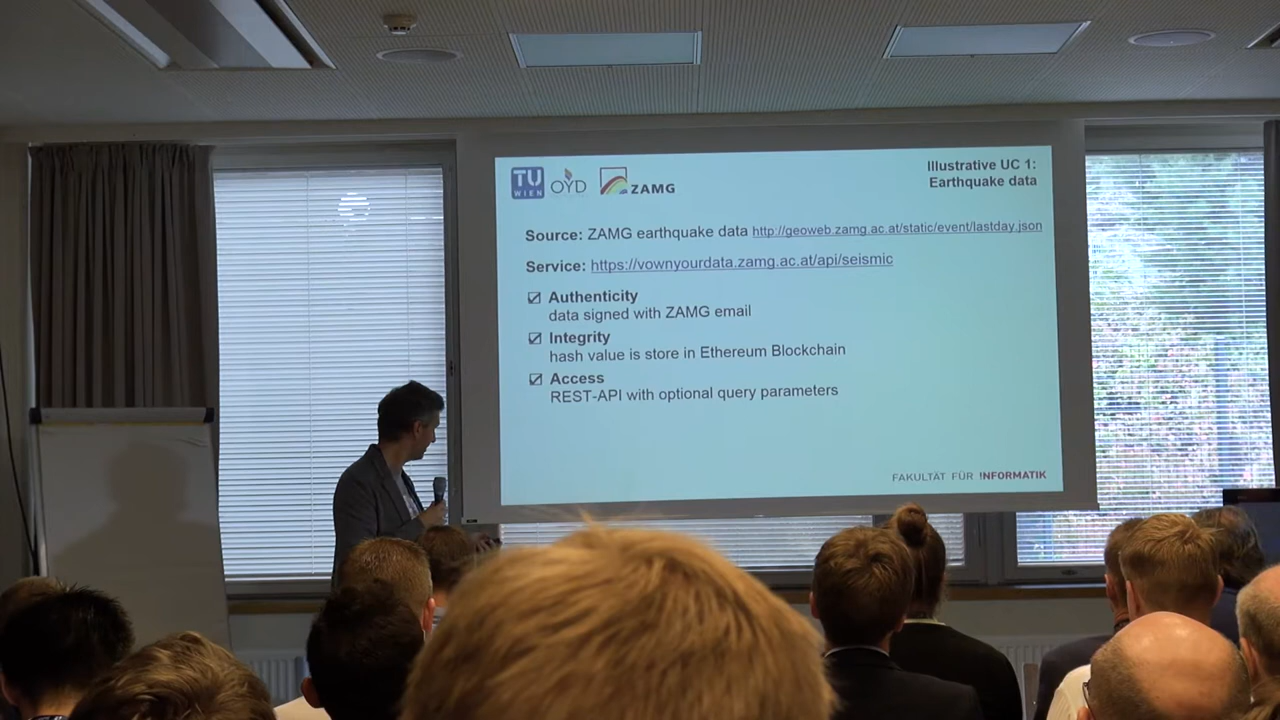 TU
WIEN
OYD
ZAMG
Illustrative UC 1:
Earthquake data
Source: ZAMG earthquake data http://geoweb.zamg.ac.at/static/event/lastday.json
Service: https://vownyourdata.zamg.ac.at/api/seismic
Authenticity
data signed with ZAMG email
Integrity
hash value is store in Ethereum Blockchain
Access
REST-API with optional query parameters
FAKULTÄT FÜR !NFORMATIK